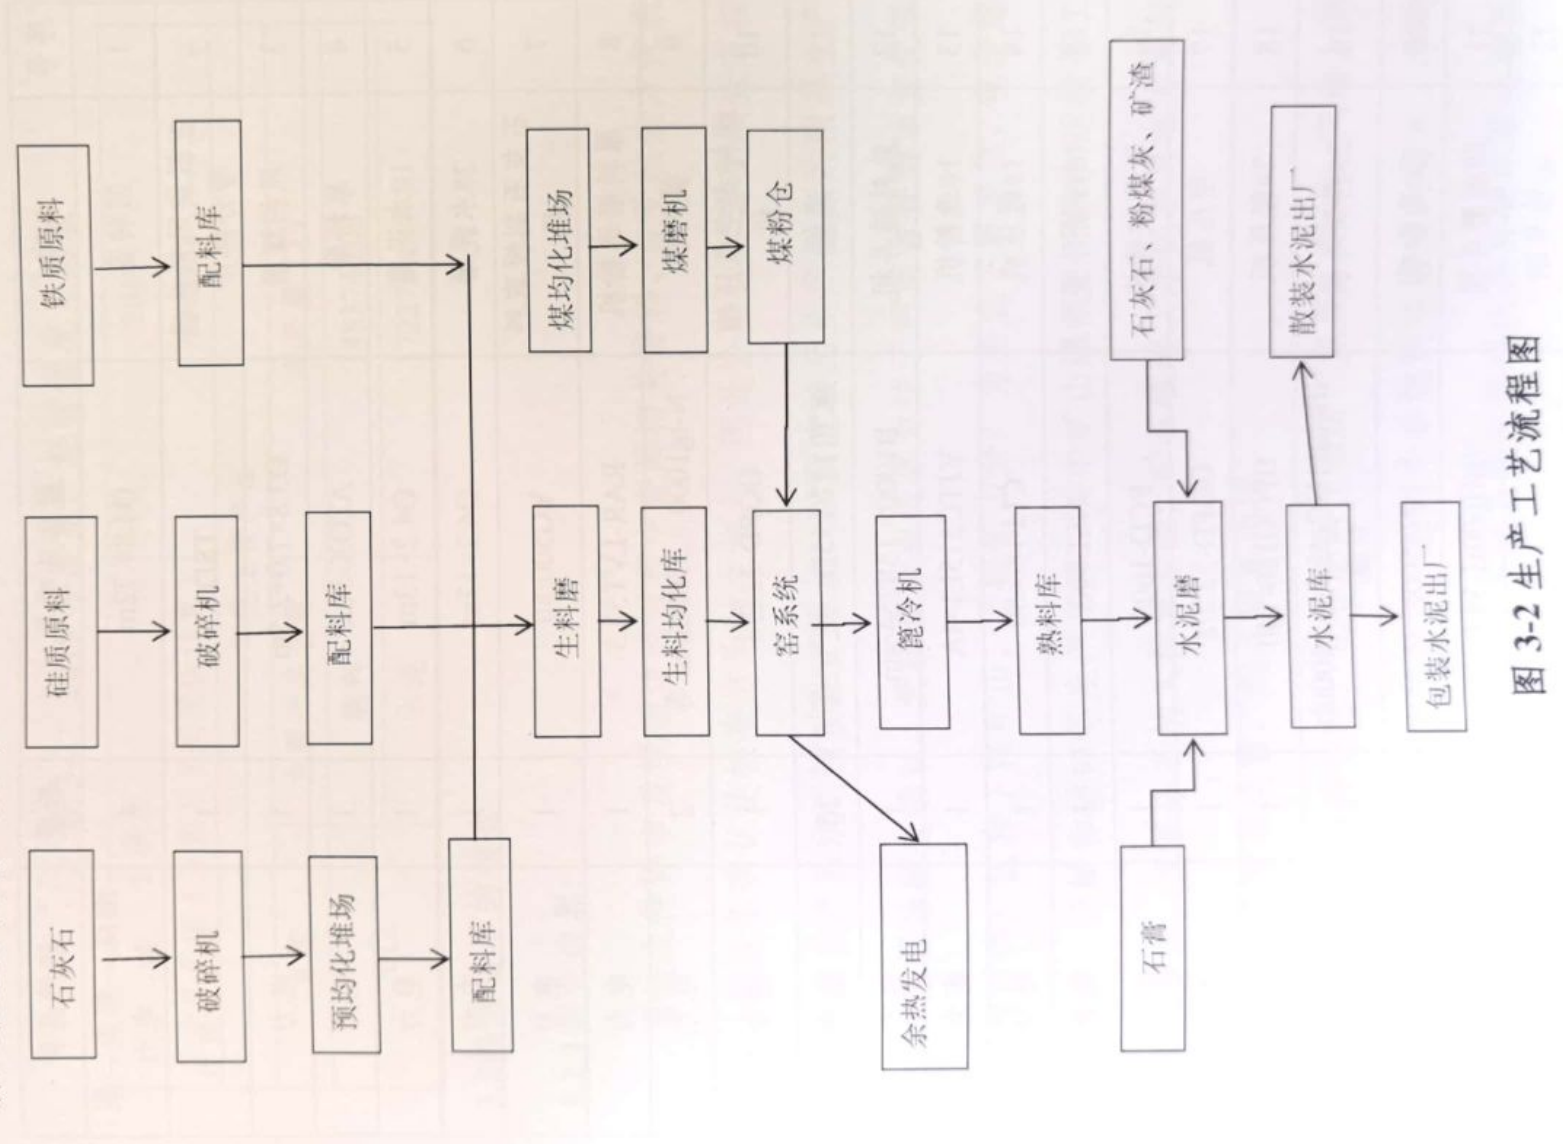 石灰石
破碎机
预均化堆场
配料库
硅质原料
破碎机
配料库
铁质原料
配料库
生料磨
生料均化库
窑系统
煤均化堆场
煤磨机
煤粉仓
余热发电
篦冷机
熟料库
石膏
水泥磨
石灰石、粉煤灰、矿渣
水泥库
散装水泥出厂
包装水泥出厂
图 3-2 生产工艺流程图